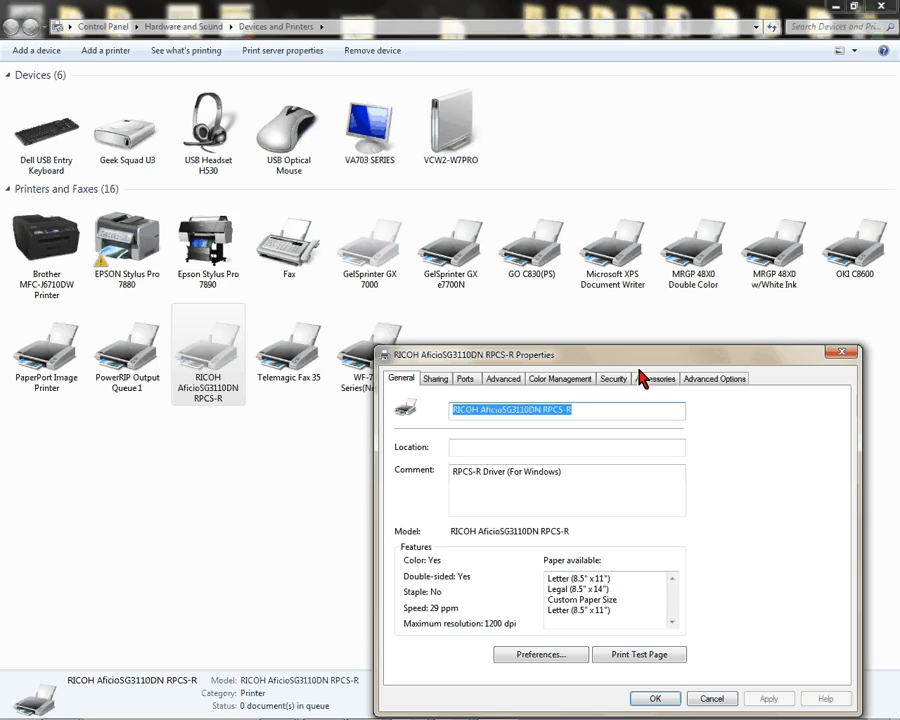 Control Panel ▸ Hardware and Sound ▸ Devices and Printers ▸
Search Devices and Pri...
Add a device Add a printer See what's printing Print server properties Remove device
Devices (6)
Dell USB Entry Keyboard
Geek Squad U3
USB Headset H530
USB Optical Mouse
VA703 SERIES
VCW2-W7PRO
Printers and Faxes (16)
Brother MFC-J6710DW Printer
EPSON Stylus Pro 7880
Epson Stylus Pro 7890
Fax
GelSprinter GX 7000
GelSprinter GX e7700N
GO C830(PS)
Microsoft XPS Document Writer
MRGP 48X0 Double Color
MRGP 48X0 w/White Ink
OKI C8600
PaperPort Image Printer
PowerRIP Output Queue 1
RICOH AficioSG3110DN RPCS-R
Telemagic Fax 35
RICOH AficioSG3110DN RPCS-R Properties
General Sharing Ports Advanced Color Management Security Advanced Options
RICOH AficioSG3110DN RPCS-R
Location:
Comment: RPCS-R Driver (For Windows)
Model: RICOH AficioSG3110DN RPCS-R
Features
Color: Yes
Double-sided: Yes
Staple: No
Speed: 29 ppm
Maximum resolution: 1200 dpi
Paper available:
Letter (8.5" x 11")
Legal (8.5" x 14")
Custom Paper Size
Letter (8.5" x 11")
Preferences... Print Test Page
OK Cancel Apply Help
RICOH AficioSG3110DN RPCS-R
Model: RICOH AficioSG3110DN RPCS-R
Category: Printer
Status: 0 document(s) in queue